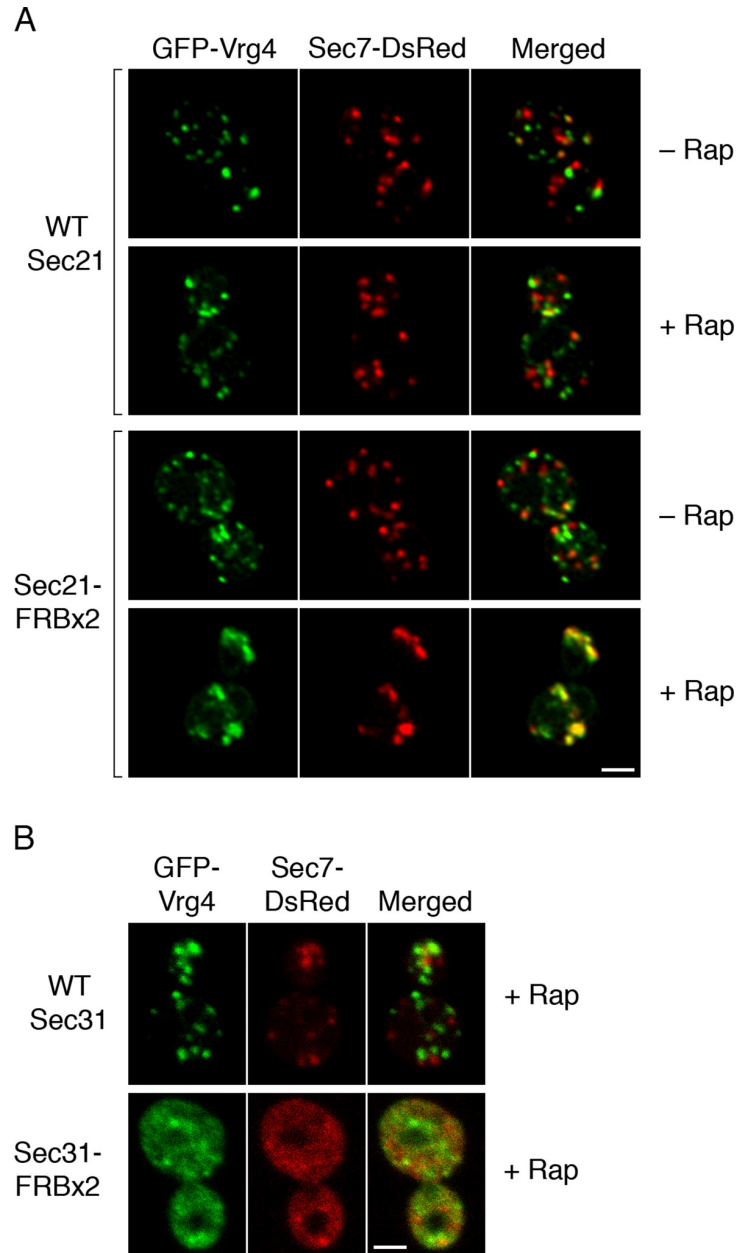 A
GFP-Vrg4 Sec7-DsRed Merged
– Rap
WT
Sec21
+ Rap
– Rap
Sec21-
FRBx2
+ Rap
B
GFP-
Vrg4
Sec7-
DsRed
Merged
WT
Sec31
+ Rap
Sec31-
FRBx2
+ Rap